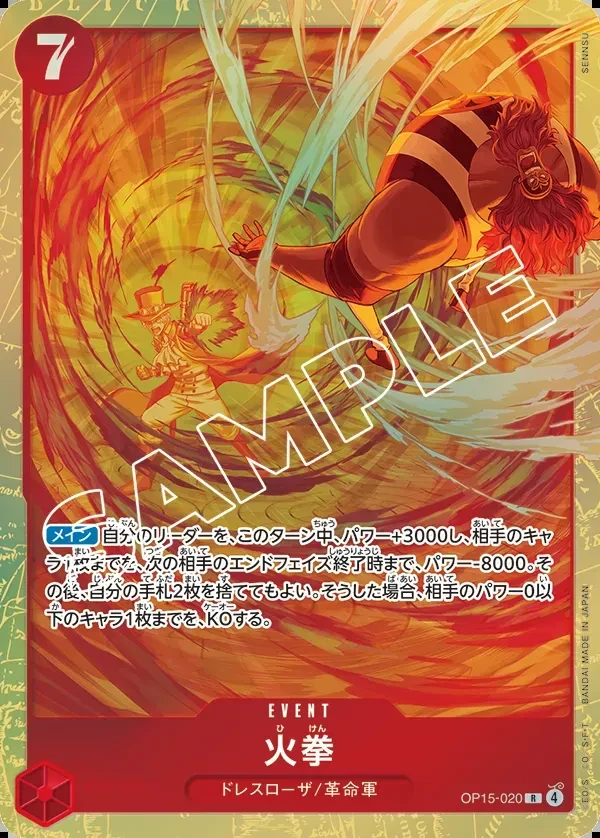 7
SENNSU
SAMPLE
メイン 自分のリーダーを、このターン中、パワー+3000し、相手のキャ
ラ1枚までを、次の相手のエンドフェイズ終了時まで、パワー-8000。そ
の後、自分の手札2枚を捨ててもよい。そうした場合、相手のパワー0以
下のキャラ1枚までを、KOする。
BANDAI MADE IN JAPAN
EVENT
火拳
ドレスローザ/革命軍
OP15-020 R 4